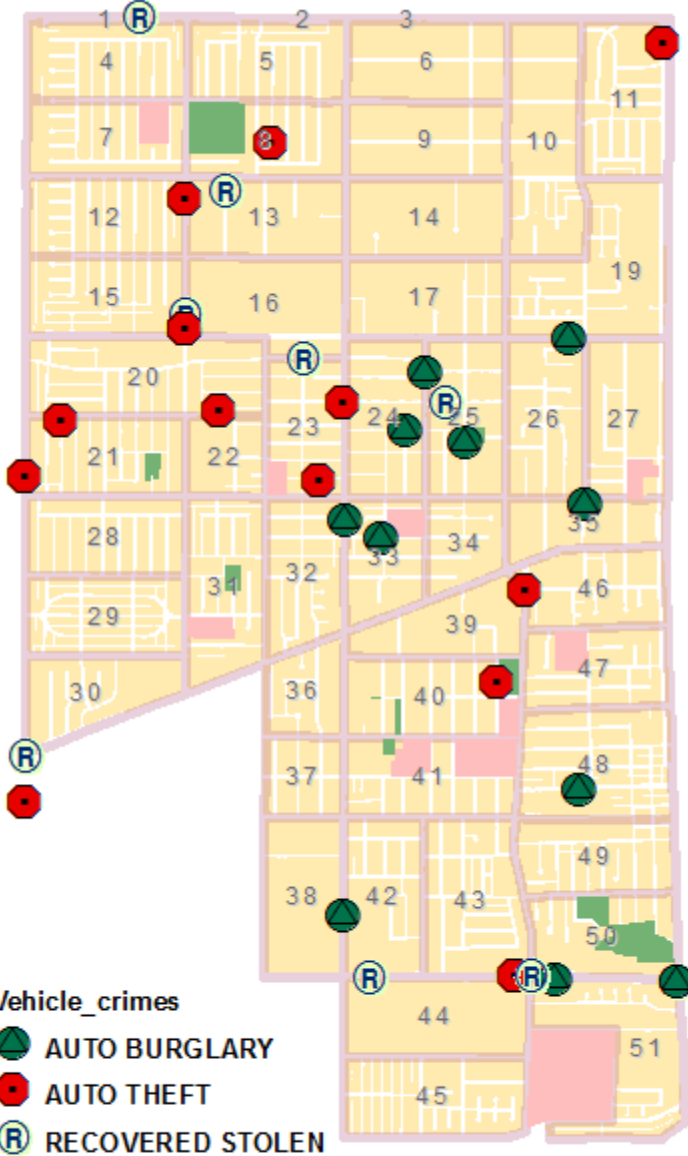 1 R 2 3
4 5 6
11
7 8 9 10
R
12 13 14
19
15 R 16 17
R
20
R
23 24 25 26 27
21 22
35
28 34
33
31 32
46
29
39
47
30 36 40
R
48
37 41
49
38 42 43
50
R R
44
51
45
Vehicle_crimes
AUTO BURGLARY
AUTO THEFT
R RECOVERED STOLEN